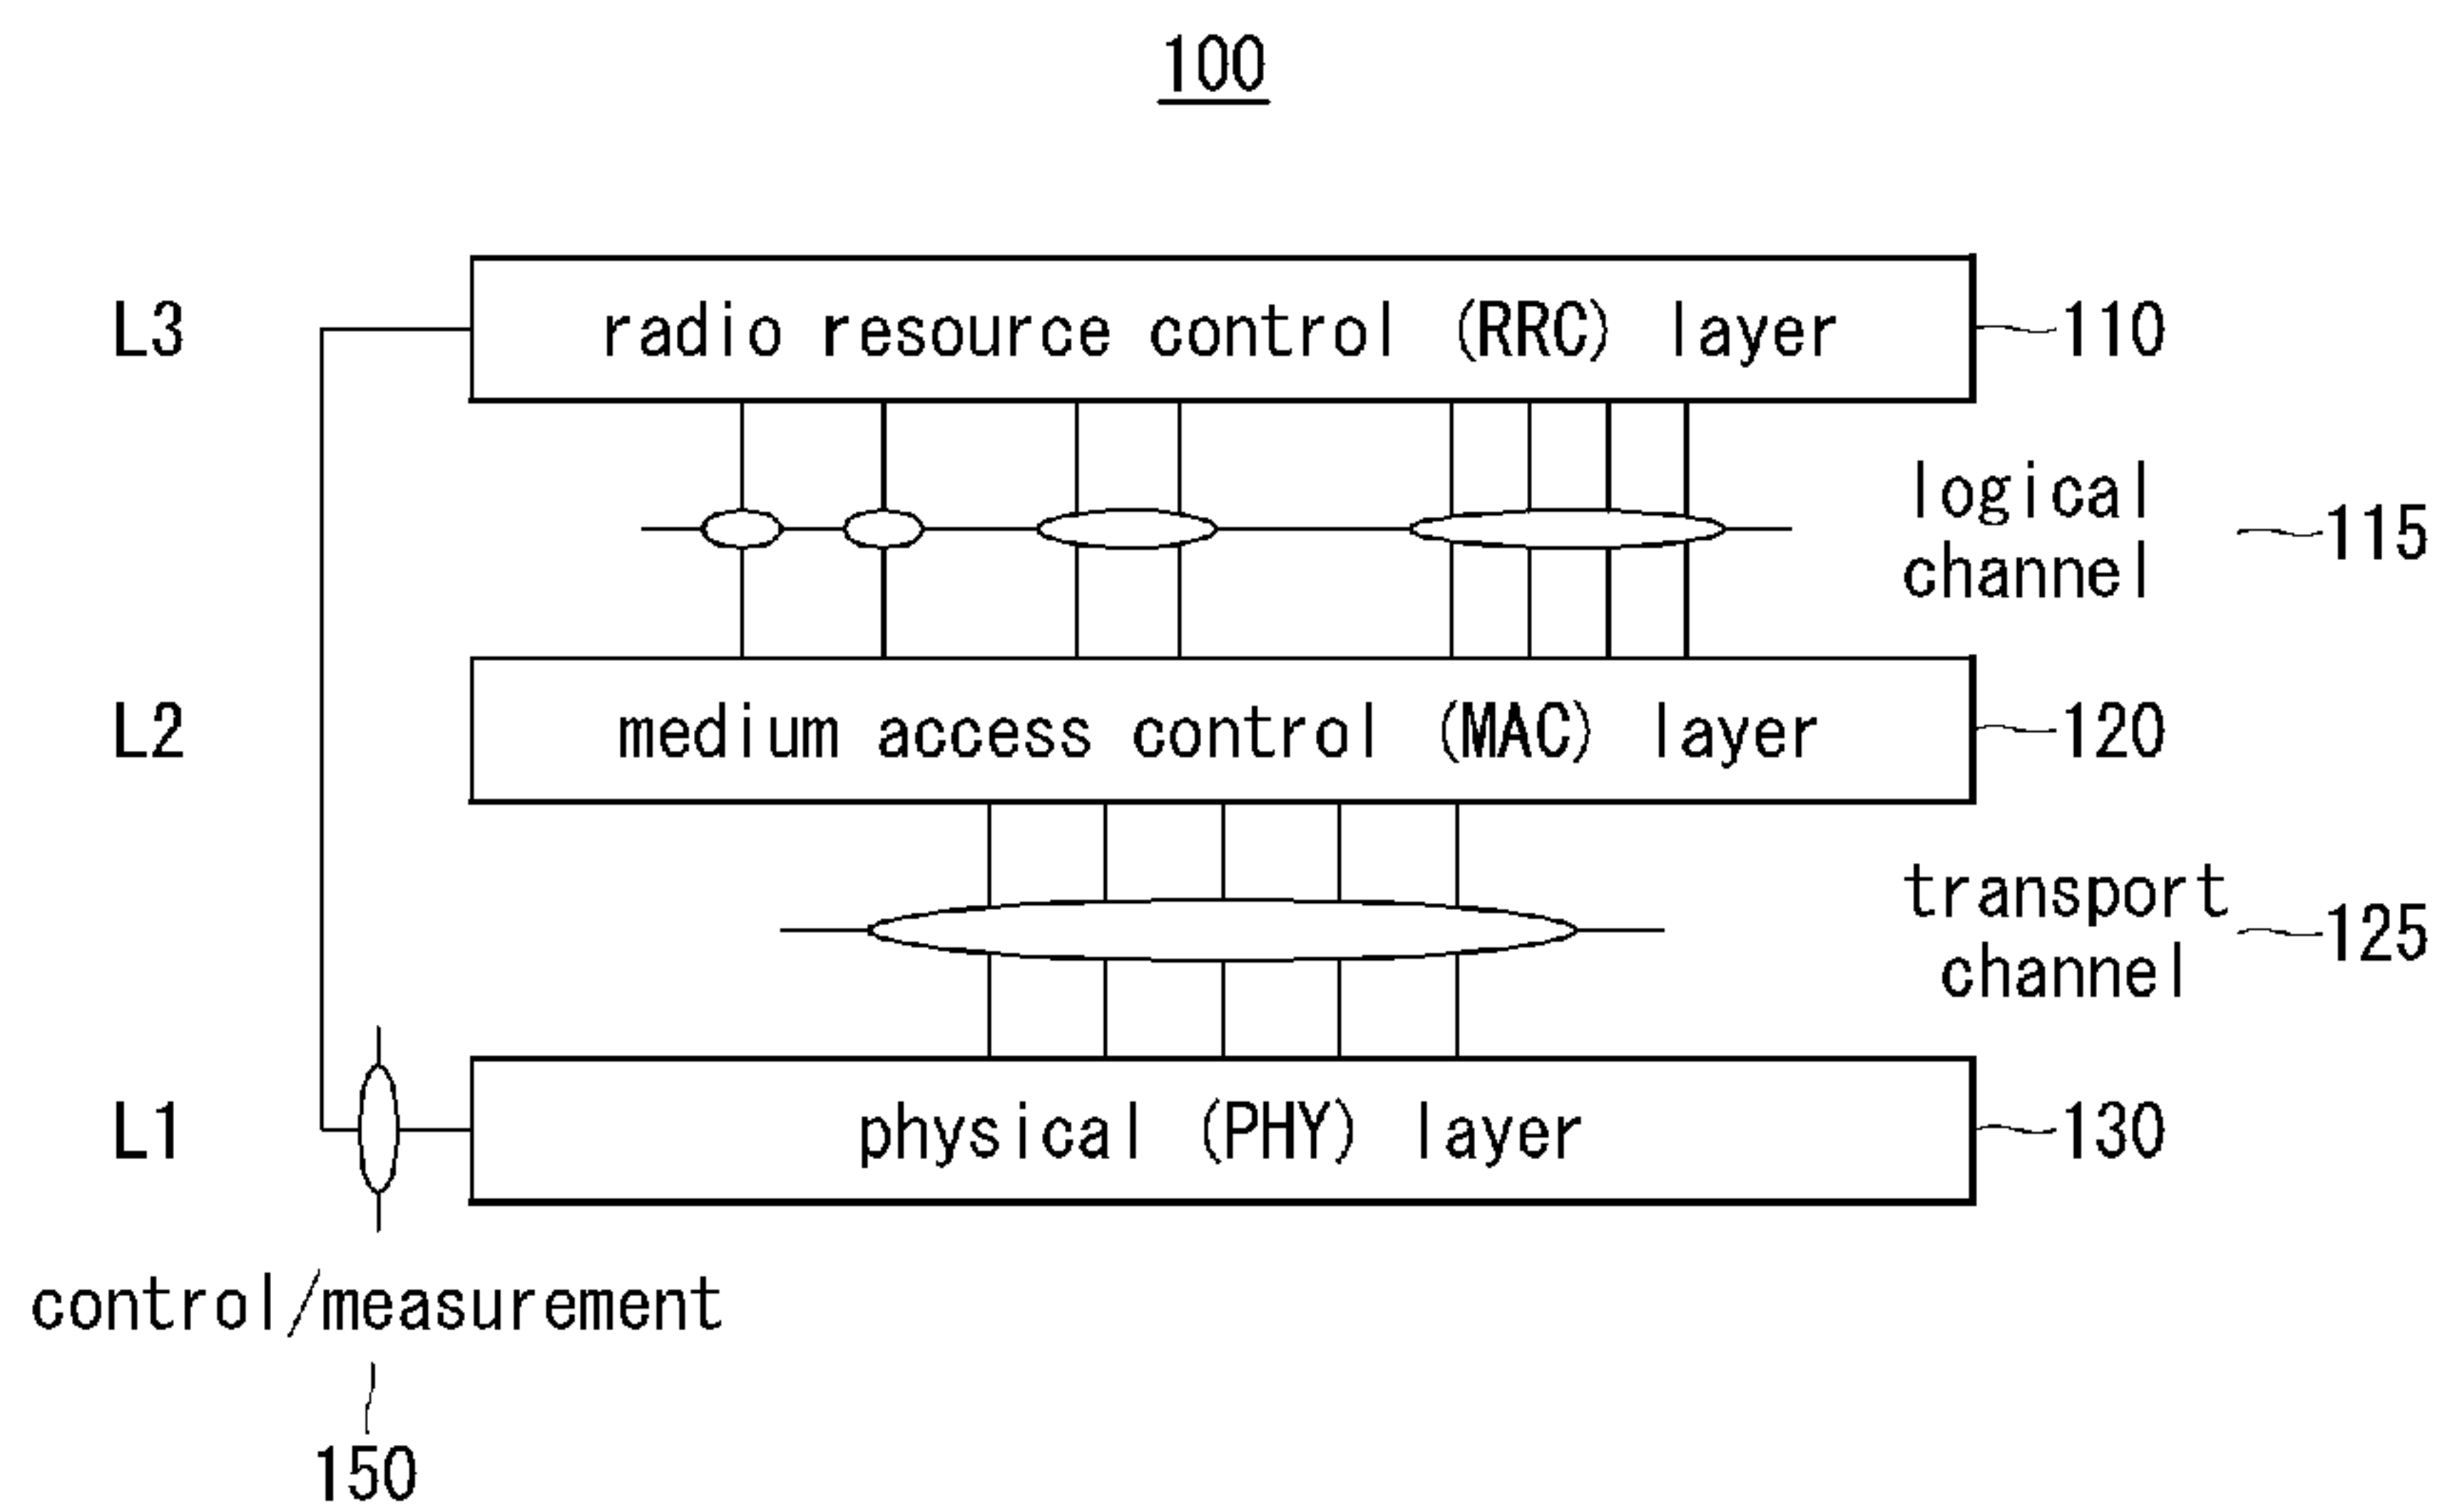 100
L3
radio resource control (RRC) layer
110
logical
channel
115
L2
medium access control (MAC) layer
120
transport
channel
125
L1
physical (PHY) layer
130
control/measurement
150